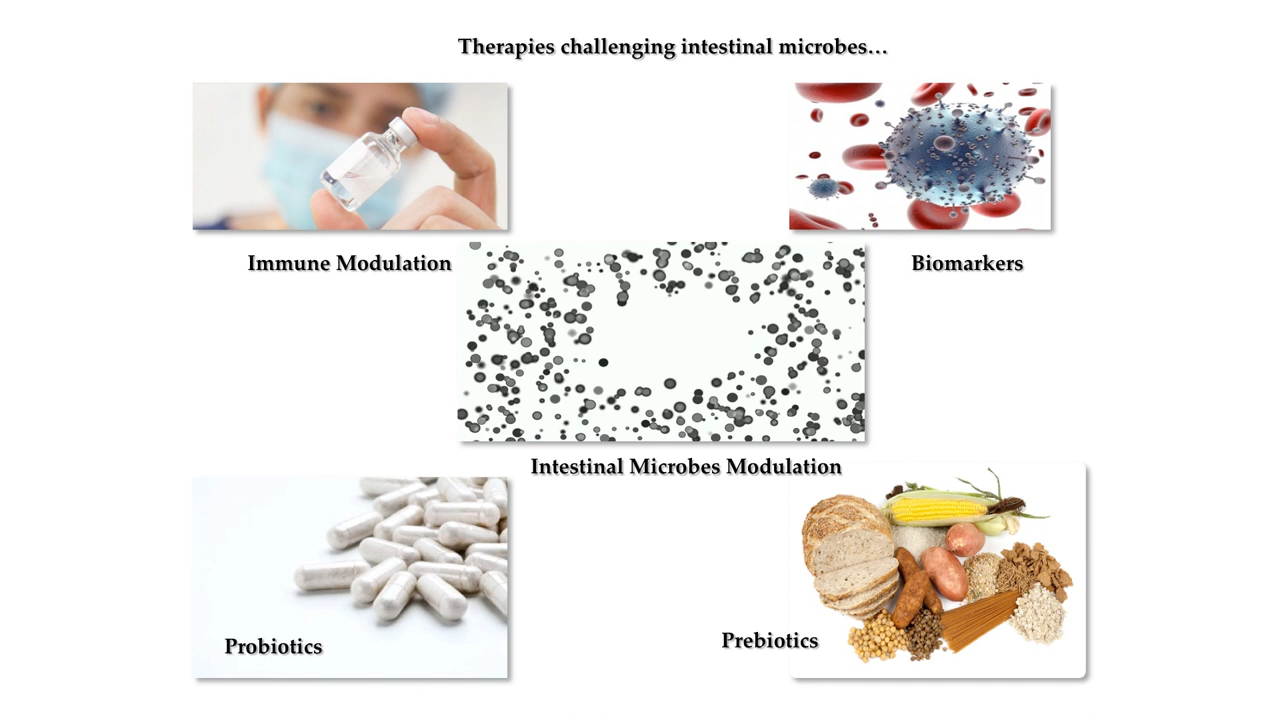 Therapies challenging intestinal microbes…
Immune Modulation
Biomarkers
Intestinal Microbes Modulation
Probiotics
Prebiotics